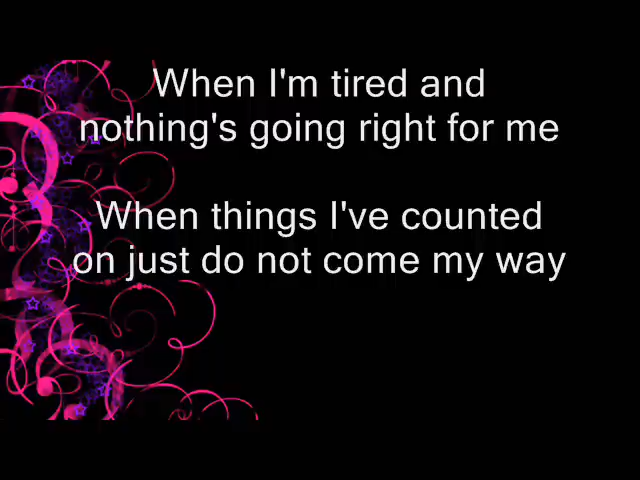 When I'm tired and
nothing's going right for me
When things I've counted
on just do not come my way